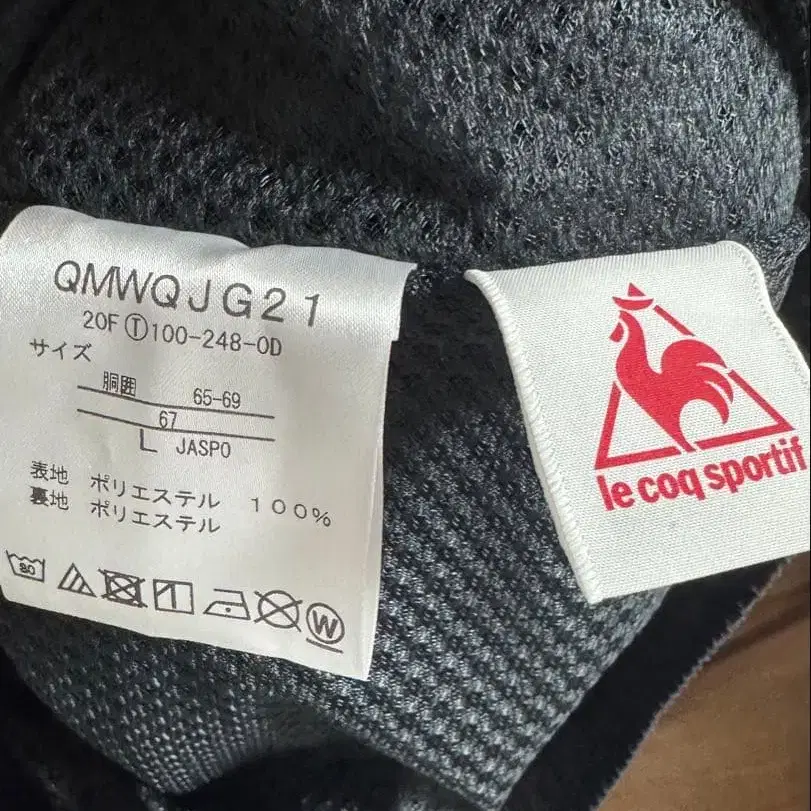 QMWQJG21
20F Ⓣ100-248-0D
サイズ
胴囲 65-69
67
L JASPO
表地 ポリエステル 100%
裏地 ポリエステル
W
le coq sportif